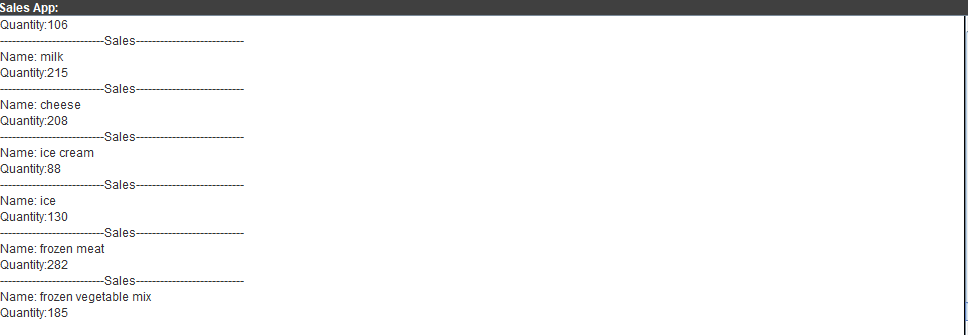 Sales App:
Quantity:106
--------------------------Sales---------------------------
Name: milk
Quantity:215
--------------------------Sales---------------------------
Name: cheese
Quantity:208
--------------------------Sales---------------------------
Name: ice cream
Quantity:88
--------------------------Sales---------------------------
Name: ice
Quantity:130
--------------------------Sales---------------------------
Name: frozen meat
Quantity:282
--------------------------Sales---------------------------
Name: frozen vegetable mix
Quantity:185